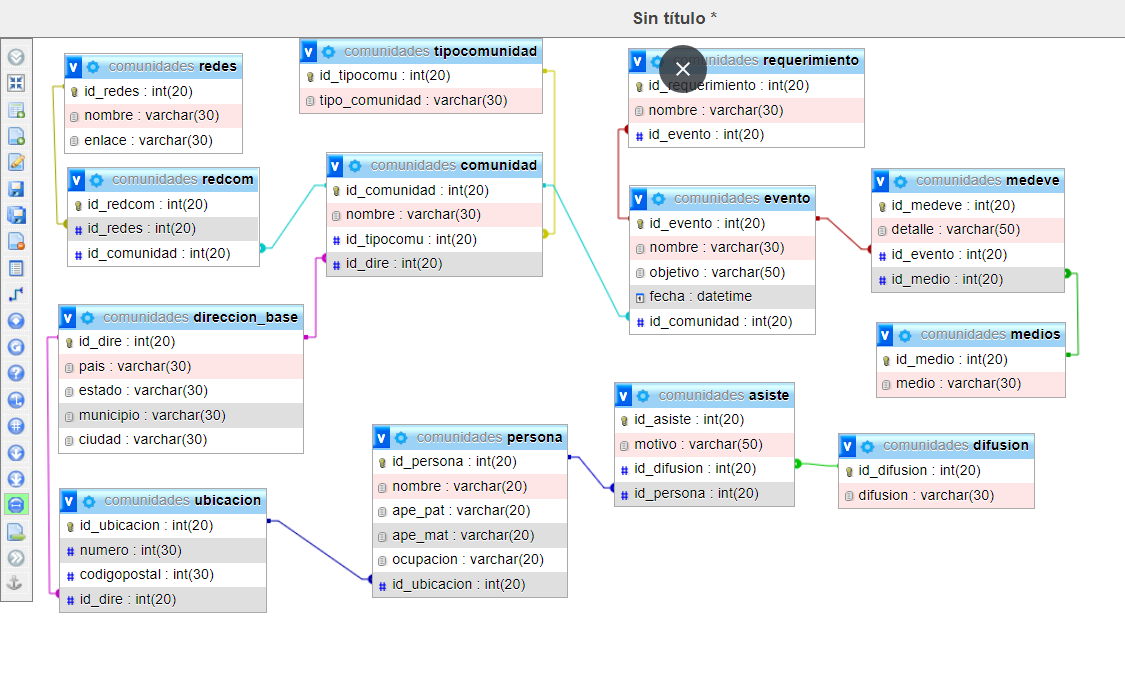 Sin título *
v comunidades redes
id_redes : int(20)
nombre : varchar(30)
enlace : varchar(30)
v comunidades tipocomunidad
id_tipocomu : int(20)
tipo_comunidad : varchar(30)
v comunidades requerimiento
id_requerimiento : int(20)
nombre : varchar(30)
# id_evento : int(20)
v comunidades redcom
id_redcom : int(20)
# id_redes : int(20)
# id_comunidad : int(20)
v comunidades comunidad
id_comunidad : int(20)
nombre : varchar(30)
# id_tipocomu : int(20)
# id_dire : int(20)
v comunidades evento
id_evento : int(20)
nombre : varchar(30)
objetivo : varchar(50)
fecha : datetime
# id_comunidad : int(20)
v comunidades medeve
id_medeve : int(20)
detalle : varchar(50)
# id_evento : int(20)
# id_medio : int(20)
v comunidades medios
id_medio : int(20)
medio : varchar(30)
v comunidades direccion_base
id_dire : int(20)
pais : varchar(30)
estado : varchar(30)
municipio : varchar(30)
ciudad : varchar(30)
v comunidades persona
id_persona : int(20)
nombre : varchar(20)
ape_pat : varchar(20)
ape_mat : varchar(20)
ocupacion : varchar(20)
# id_ubicacion : int(20)
v comunidades asiste
id_asiste : int(20)
motivo : varchar(50)
# id_difusion : int(20)
# id_persona : int(20)
v comunidades difusion
id_difusion : int(20)
difusion : varchar(30)
v comunidades ubicacion
id_ubicacion : int(20)
# numero : int(30)
# codigopostal : int(30)
# id_dire : int(20)